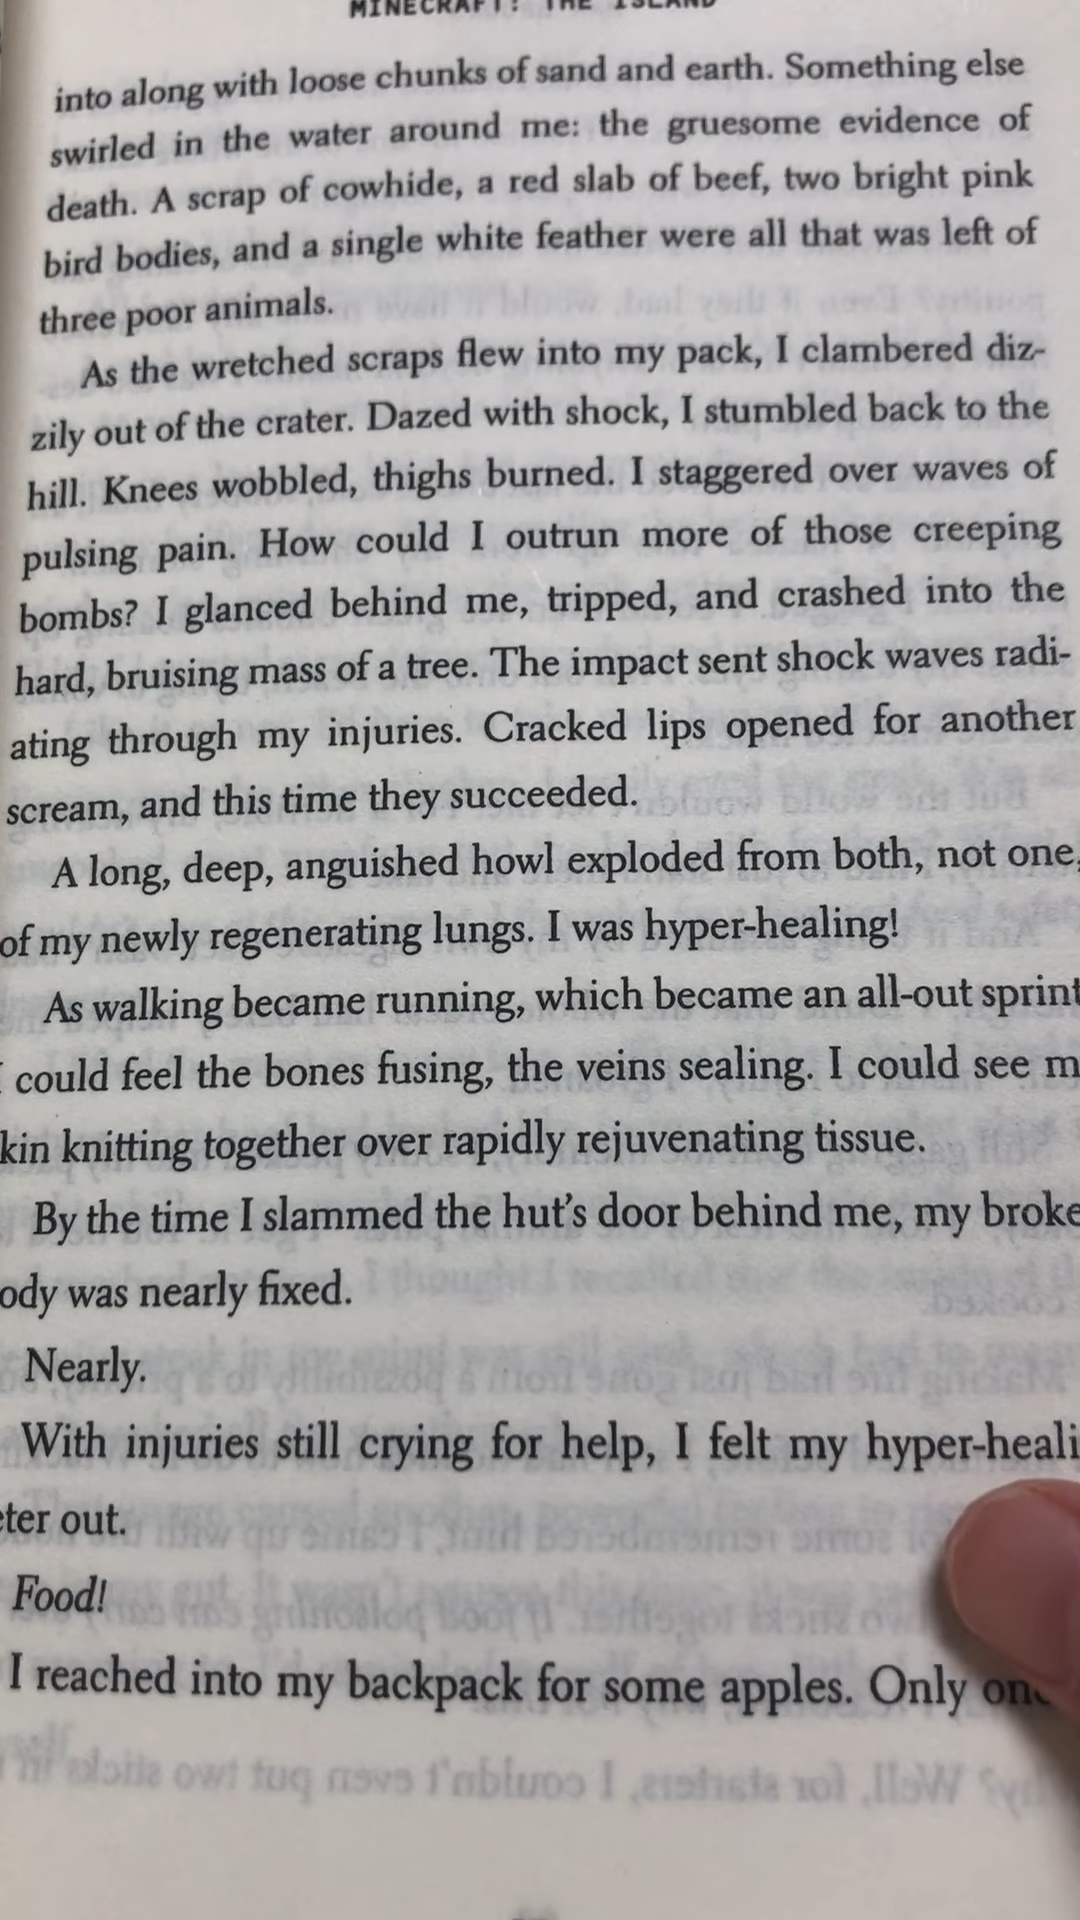 MINECRAFT: THE ISLAND
into along with loose chunks of sand and earth. Something else
swirled in the water around me: the gruesome evidence of
death. A scrap of cowhide, a red slab of beef, two bright pink
bird bodies, and a single white feather were all that was left of
three poor animals.
As the wretched scraps flew into my pack, I clambered diz-
zily out of the crater. Dazed with shock, I stumbled back to the
hill. Knees wobbled, thighs burned. I staggered over waves of
pulsing pain. How could I outrun more of those creeping
bombs? I glanced behind me, tripped, and crashed into the
hard, bruising mass of a tree. The impact sent shock waves radi-
ating through my injuries. Cracked lips opened for another
scream, and this time they succeeded.
A long, deep, anguished howl exploded from both, not one,
of my newly regenerating lungs. I was hyper-healing!
As walking became running, which became an all-out sprint
I could feel the bones fusing, the veins sealing. I could see m
kin knitting together over rapidly rejuvenating tissue.
By the time I slammed the hut's door behind me, my broke
ody was nearly fixed.
Nearly.
With injuries still crying for help, I felt my hyper-heali
ter out.
Food!
I reached into my backpack for some apples. Only one